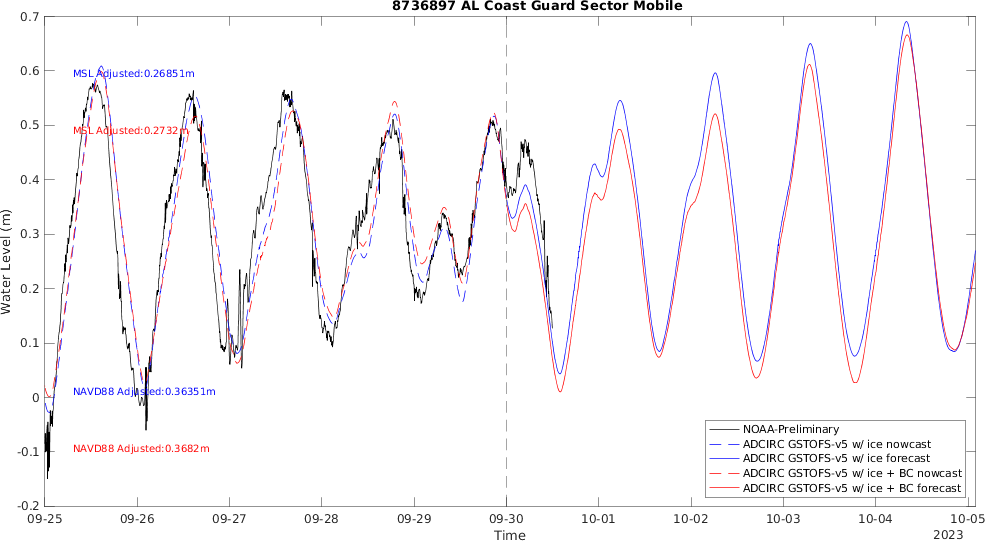 8736897 AL Coast Guard Sector Mobile
0.7
0.6
0.5
0.4
0.3
0.2
0.1
0
-0.1
-0.2
Water Level (m)
MSL Adjusted:0.26851m
MSL Adjusted:0.2732m
NAVD88 Adjusted:0.36351m
NAVD88 Adjusted:0.3682m
NOAA-Preliminary
ADCIRC GSTOFS-v5 w/ ice nowcast
ADCIRC GSTOFS-v5 w/ ice forecast
ADCIRC GSTOFS-v5 w/ ice + BC nowcast
ADCIRC GSTOFS-v5 w/ ice + BC forecast
09-25 09-26 09-27 09-28 09-29 09-30 10-01 10-02 10-03 10-04 10-05
Time
2023